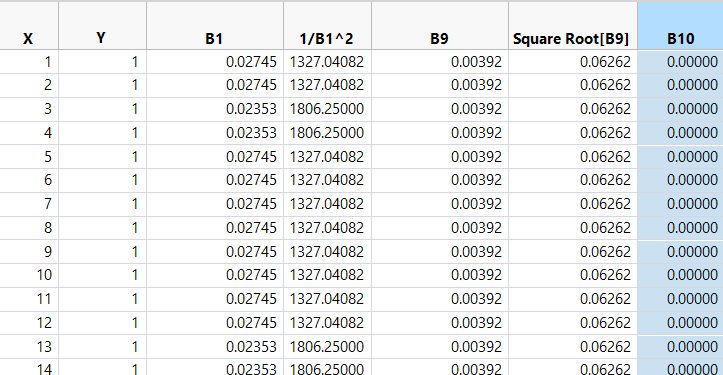 X Y B1 1/B1^2 B9 Square Root[B9] B10
1 1 0.02745 1327.04082 0.00392 0.06262 0.00000
2 1 0.02745 1327.04082 0.00392 0.06262 0.00000
3 1 0.02353 1806.25000 0.00392 0.06262 0.00000
4 1 0.02353 1806.25000 0.00392 0.06262 0.00000
5 1 0.02745 1327.04082 0.00392 0.06262 0.00000
6 1 0.02745 1327.04082 0.00392 0.06262 0.00000
7 1 0.02745 1327.04082 0.00392 0.06262 0.00000
8 1 0.02745 1327.04082 0.00392 0.06262 0.00000
9 1 0.02745 1327.04082 0.00392 0.06262 0.00000
10 1 0.02745 1327.04082 0.00392 0.06262 0.00000
11 1 0.02745 1327.04082 0.00392 0.06262 0.00000
12 1 0.02745 1327.04082 0.00392 0.06262 0.00000
13 1 0.02353 1806.25000 0.00392 0.06262 0.00000
14 1 0.02353 1806.25000 0.00392 0.06262 0.00000